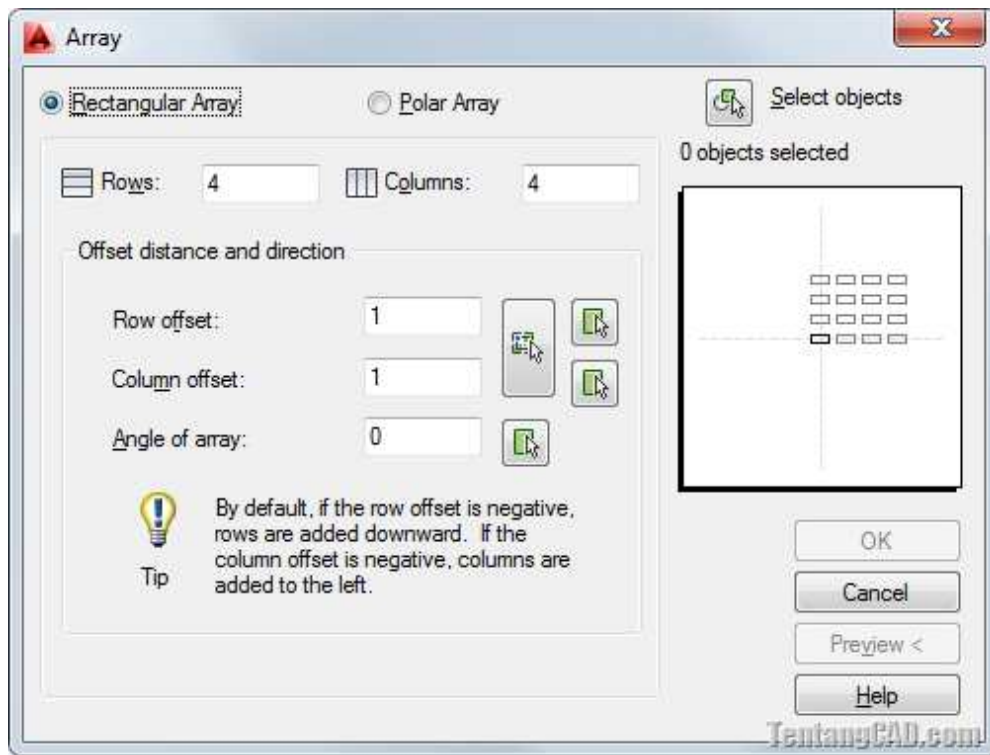 Array
Rectangular Array
Polar Array
Select objects
0 objects selected
Rows: 4
Columns: 4
Offset distance and direction
Row offset: 1
Column offset: 1
Angle of array: 0
By default, if the row offset is negative,
rows are added downward. If the
column offset is negative, columns are
added to the left.
Tip
OK
Cancel
Preview <
Help
TentangCAD.com